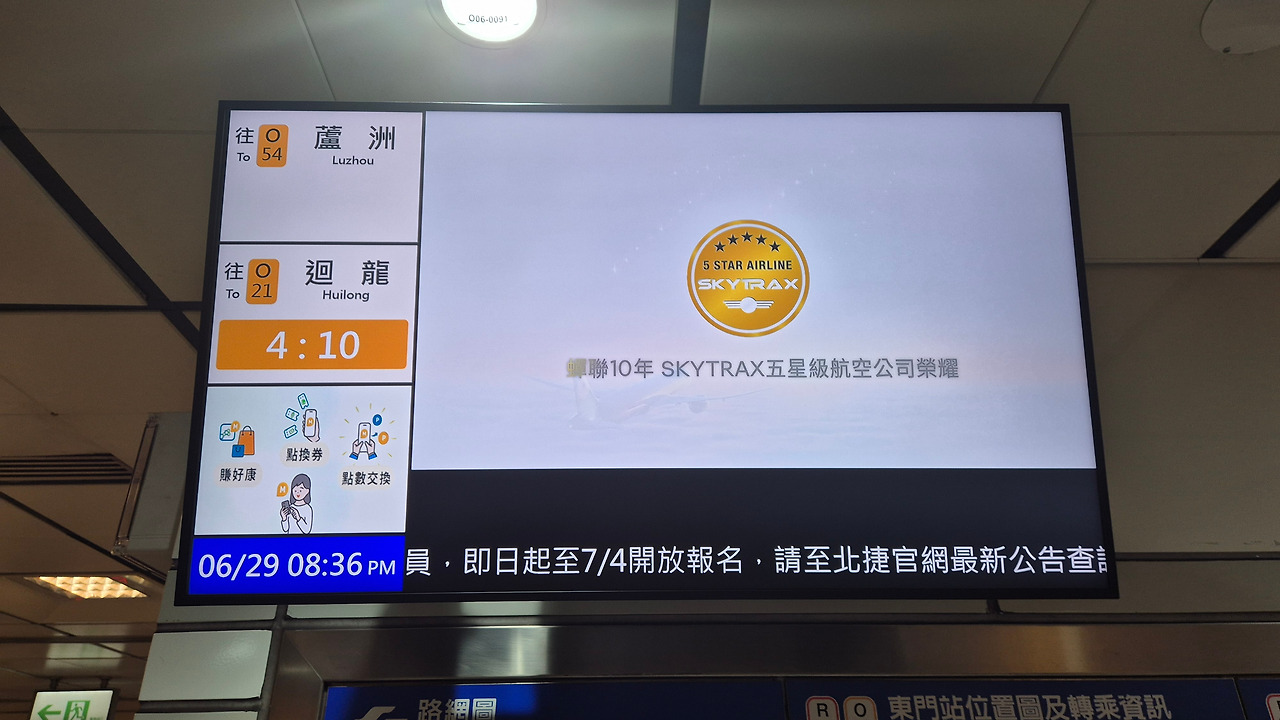 O06-0091
往 O 蘆洲
To 54 Luzhou
往 O 迴龍
To 21 Huilong
4:10
賺好康
點換券
點數交換
M
P
P
06/29 08:36 PM
5 STAR AIRLINE
SKYTRAX
蟬聯10年 SKYTRAX五星級航空公司榮耀
員，即日起至7/4開放報名，請至北捷官網最新公告查
路網圖
R O 東門站位置圖及轉乘資訊